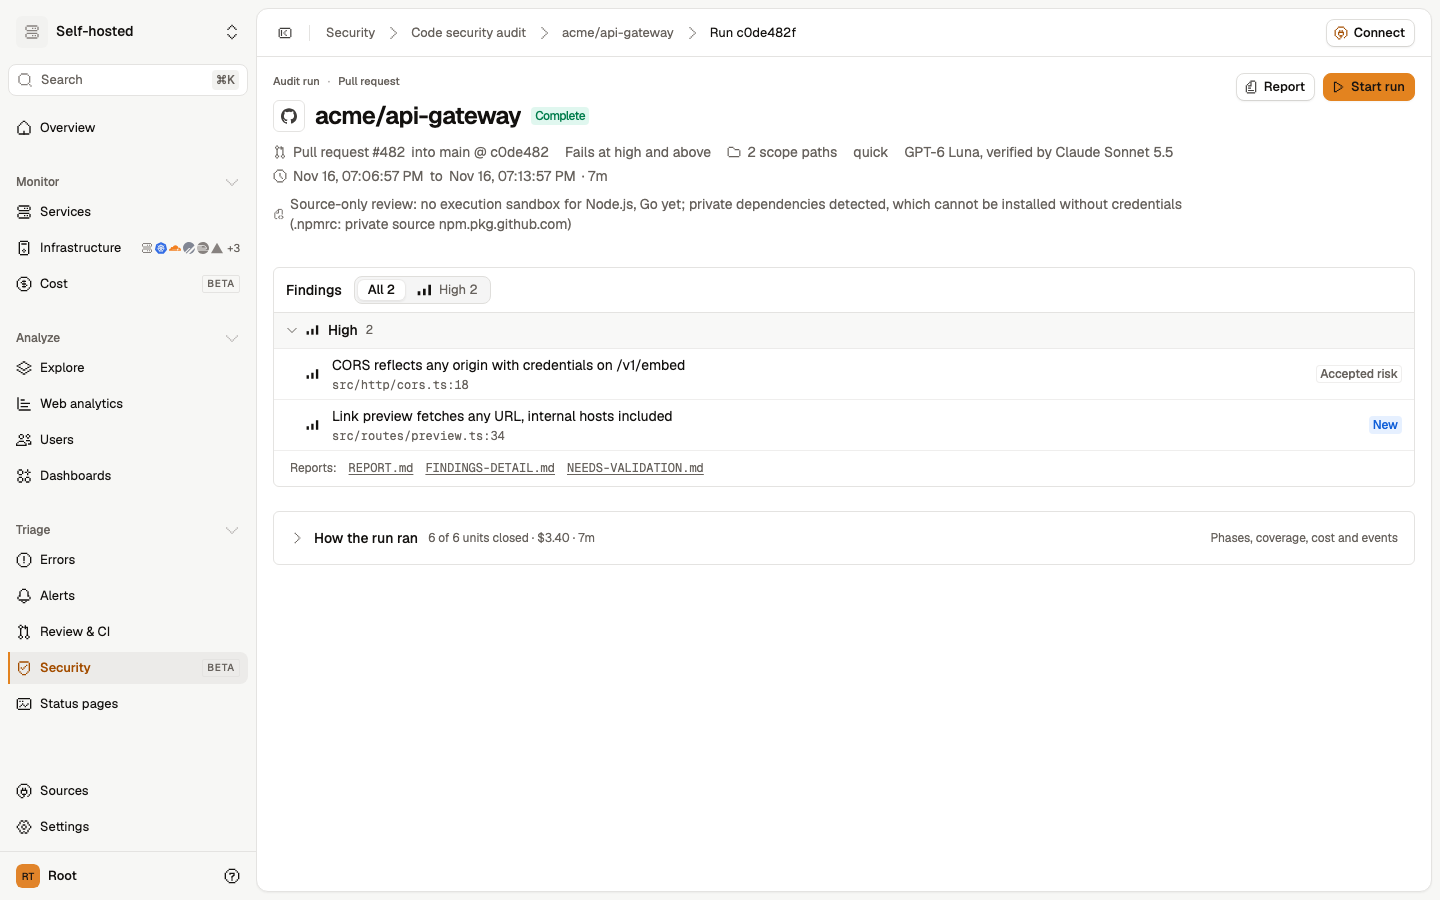 Self-hosted
Search ⌘K
Overview
Monitor
Services
Infrastructure +3
Cost BETA
Analyze
Explore
Web analytics
Users
Dashboards
Triage
Errors
Alerts
Review & CI
Security BETA
Status pages
Sources
Settings
RT Root
Security Code security audit acme/api-gateway Run c0de482f
Connect
Audit run · Pull request
Report Start run
acme/api-gateway Complete
Pull request #482 into main @ c0de482 Fails at high and above 2 scope paths quick GPT-6 Luna, verified by Claude Sonnet 5.5
Nov 16, 07:06:57 PM to Nov 16, 07:13:57 PM · 7m
Source-only review: no execution sandbox for Node.js, Go yet; private dependencies detected, which cannot be installed without credentials
(.npmrc: private source npm.pkg.github.com)
Findings All 2 High 2
High 2
CORS reflects any origin with credentials on /v1/embed
src/http/cors.ts:18
Accepted risk
Link preview fetches any URL, internal hosts included
src/routes/preview.ts:34
New
Reports: REPORT.md FINDINGS-DETAIL.md NEEDS-VALIDATION.md
How the run ran 6 of 6 units closed · $3.40 · 7m Phases, coverage, cost and events